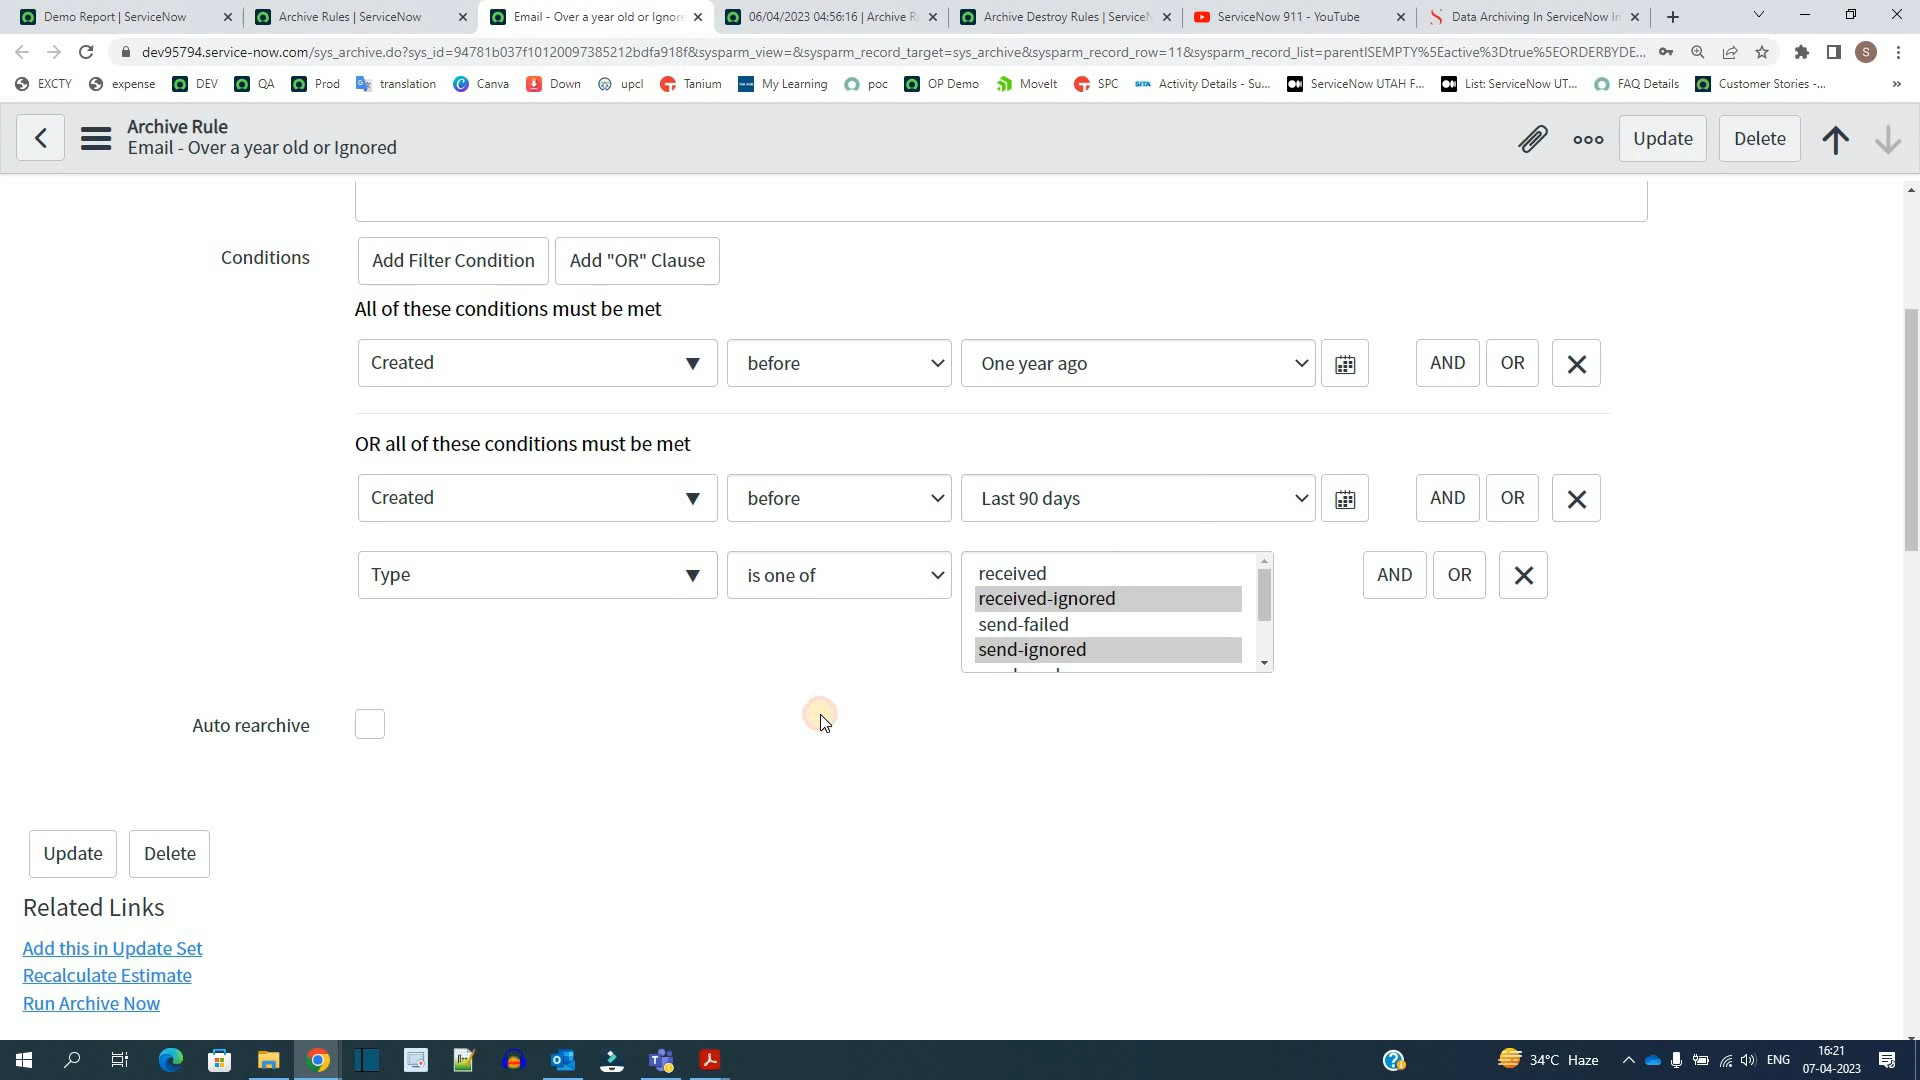 Demo Report | ServiceNow
Archive Rules | ServiceNow
Email - Over a year old or Ignor
06/04/2023 04:56:16 | Archive R
Archive Destroy Rules | Service
ServiceNow 911 - YouTube
Data Archiving In ServiceNow In
dev95794.service-now.com/sys_archive.do?sys_id=94781b037f10120097385212bdfa918f&sysparm_view=&sysparm_record_target=sys_archive&sysparm_record_row=11&sysparm_record_list=parentISEMPTY%5Eactive%3Dtrue%5EORDERBYDE...
S
EXCTY
expense
DEV
QA
Prod
translation
Canva
Down
upcl
Tanium
My Learning
poc
OP Demo
MoveIt
SPC
Activity Details - Su...
ServiceNow UTAH F...
List: ServiceNow UT...
FAQ Details
Customer Stories -...
»
Archive Rule
Email - Over a year old or Ignored
Update
Delete
Conditions
Add Filter Condition
Add "OR" Clause
All of these conditions must be met
Created
before
One year ago
AND
OR
OR all of these conditions must be met
Created
before
Last 90 days
AND
OR
Type
is one of
received
received-ignored
send-failed
send-ignored
AND
OR
Auto rearchive
Update
Delete
Related Links
Add this in Update Set
Recalculate Estimate
Run Archive Now
34°C Haze
ENG
16:21
07-04-2023